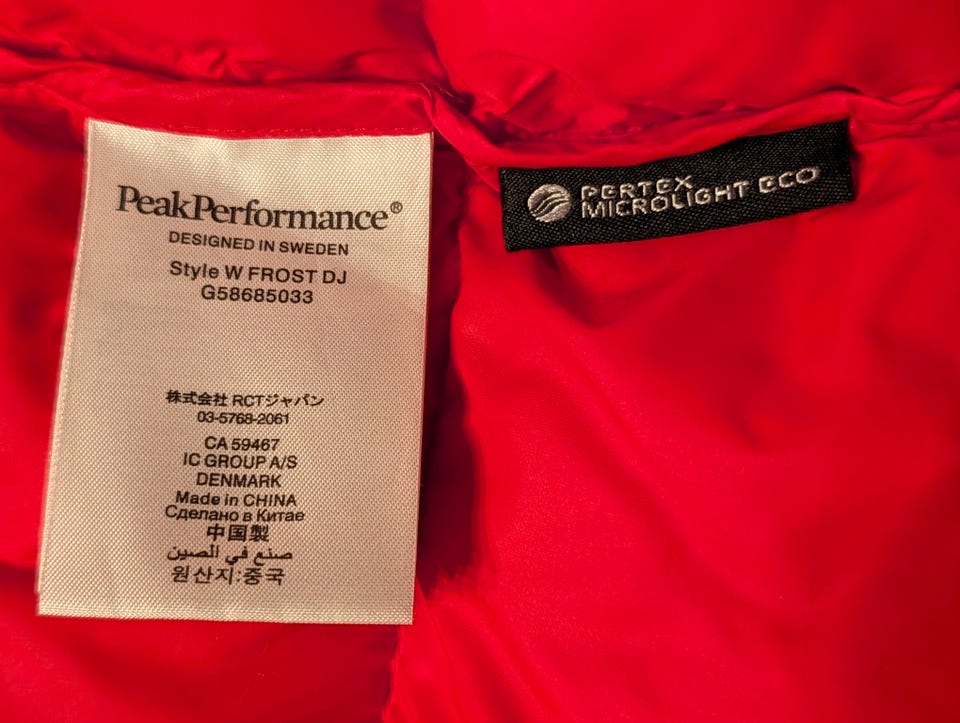 PeakPerformance®
DESIGNED IN SWEDEN
Style W FROST DJ
G58685033
株式会社 RCTジャパン
03-5768-2061
CA 59467
IC GROUP A/S
DENMARK
Made in CHINA
Сделано в Китае
中国製
صنع في الصين
원산지:중국
PERTEX
MICROLIGHT ECO